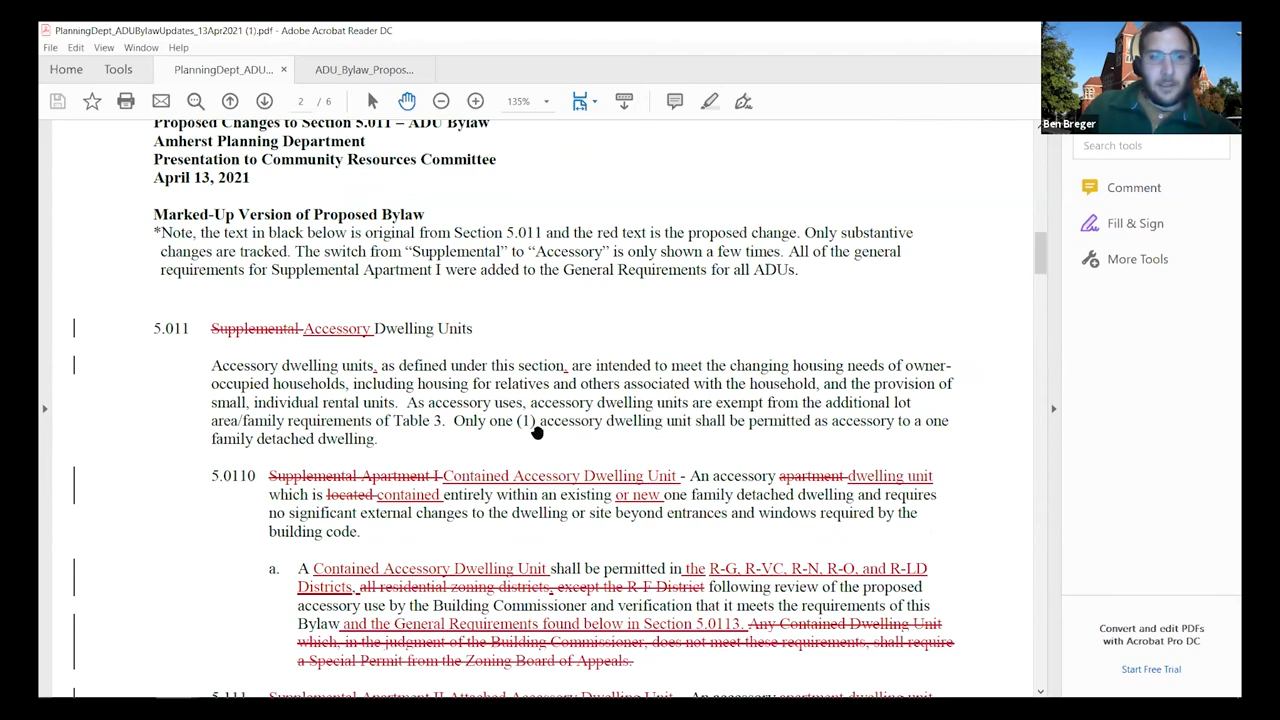 PlanningDept_ADUBylawUpdates_13Apr2021 (1).pdf - Adobe Acrobat Reader DC
File Edit View Window Help
Home Tools PlanningDept_ADU... × ADU_Bylaw_Propos...
2 / 6 135%
Ben Breger
Search tools
Comment
Fill & Sign
More Tools
Proposed Changes to Section 5.011 – ADU Bylaw
Amherst Planning Department
Presentation to Community Resources Committee
April 13, 2021
Marked-Up Version of Proposed Bylaw
*Note, the text in black below is original from Section 5.011 and the red text is the proposed change. Only substantive
changes are tracked. The switch from “Supplemental” to “Accessory” is only shown a few times. All of the general
requirements for Supplemental Apartment I were added to the General Requirements for all ADUs.
5.011 Supplemental Accessory Dwelling Units
Accessory dwelling units, as defined under this section, are intended to meet the changing housing needs of owner-
occupied households, including housing for relatives and others associated with the household, and the provision of
small, individual rental units. As accessory uses, accessory dwelling units are exempt from the additional lot
area/family requirements of Table 3. Only one (1) accessory dwelling unit shall be permitted as accessory to a one
family detached dwelling.
5.0110 Supplemental Apartment I Contained Accessory Dwelling Unit - An accessory apartment dwelling unit
which is located contained entirely within an existing or new one family detached dwelling and requires
no significant external changes to the dwelling or site beyond entrances and windows required by the
building code.
a. A Contained Accessory Dwelling Unit shall be permitted in the R-G, R-VC, R-N, R-O, and R-LD
Districts, all residential zoning districts, except the R-F District following review of the proposed
accessory use by the Building Commissioner and verification that it meets the requirements of this
Bylaw and the General Requirements found below in Section 5.0113. Any Contained Dwelling Unit
which, in the judgment of the Building Commissioner, does not meet these requirements, shall require
a Special Permit from the Zoning Board of Appeals.
5.111 Supplemental Apartment II Attached Accessory Dwelling Unit - An accessory apartment dwelling unit
Convert and edit PDFs
with Acrobat Pro DC
Start Free Trial